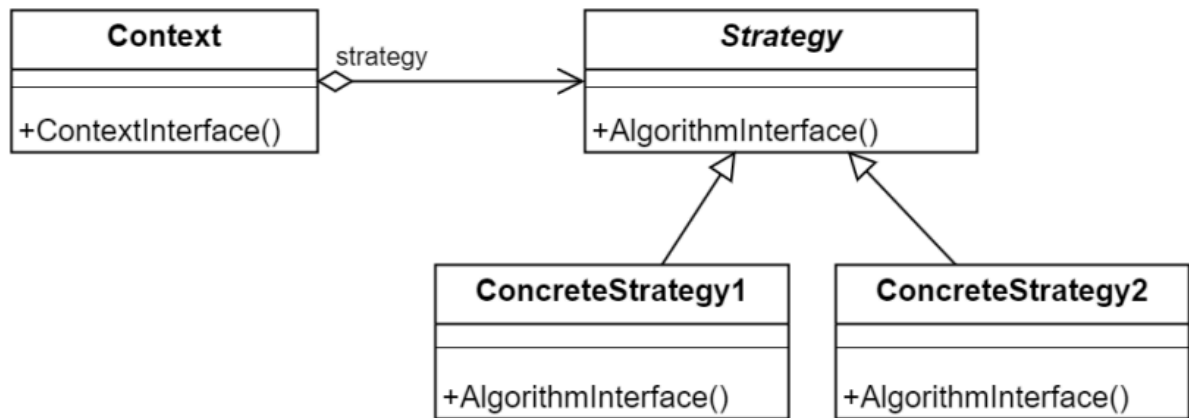 Context
Strategy
strategy
+ContextInterface()
+AlgorithmInterface()
ConcreteStrategy1
ConcreteStrategy2
+AlgorithmInterface()
+AlgorithmInterface()